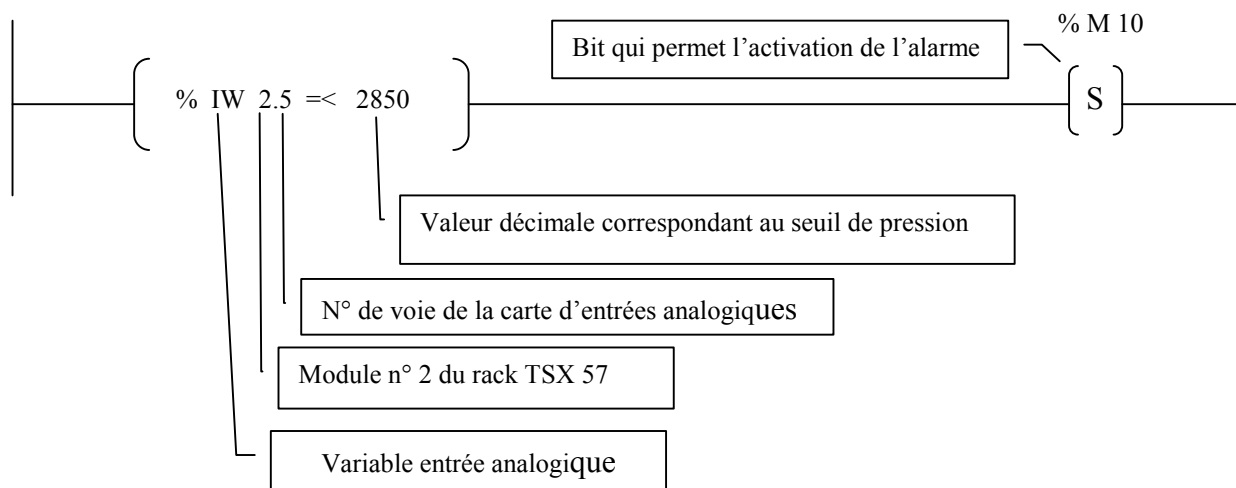 % M 10
Bit qui permet l’activation de l’alarme
% IW 2.5 =< 2850
S
Valeur décimale correspondant au seuil de pression
N° de voie de la carte d’entrées analogiques
Module n° 2 du rack TSX 57
Variable entrée analogique